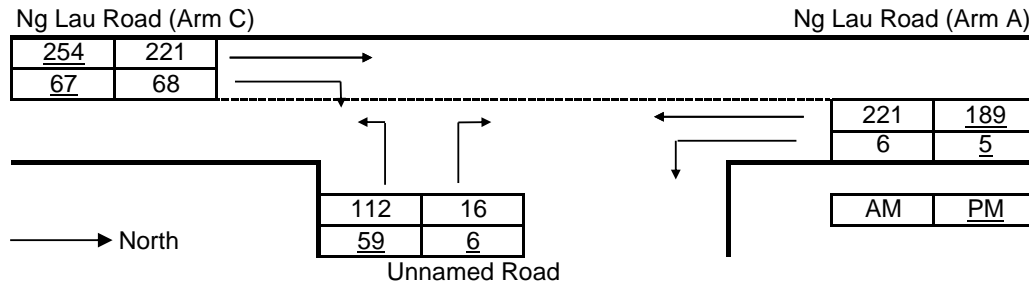 Ng Lau Road (Arm C) Ng Lau Road (Arm A)
254 221
67 68
221 189
6 5
112 16 AM PM
59 6
North
Unnamed Road